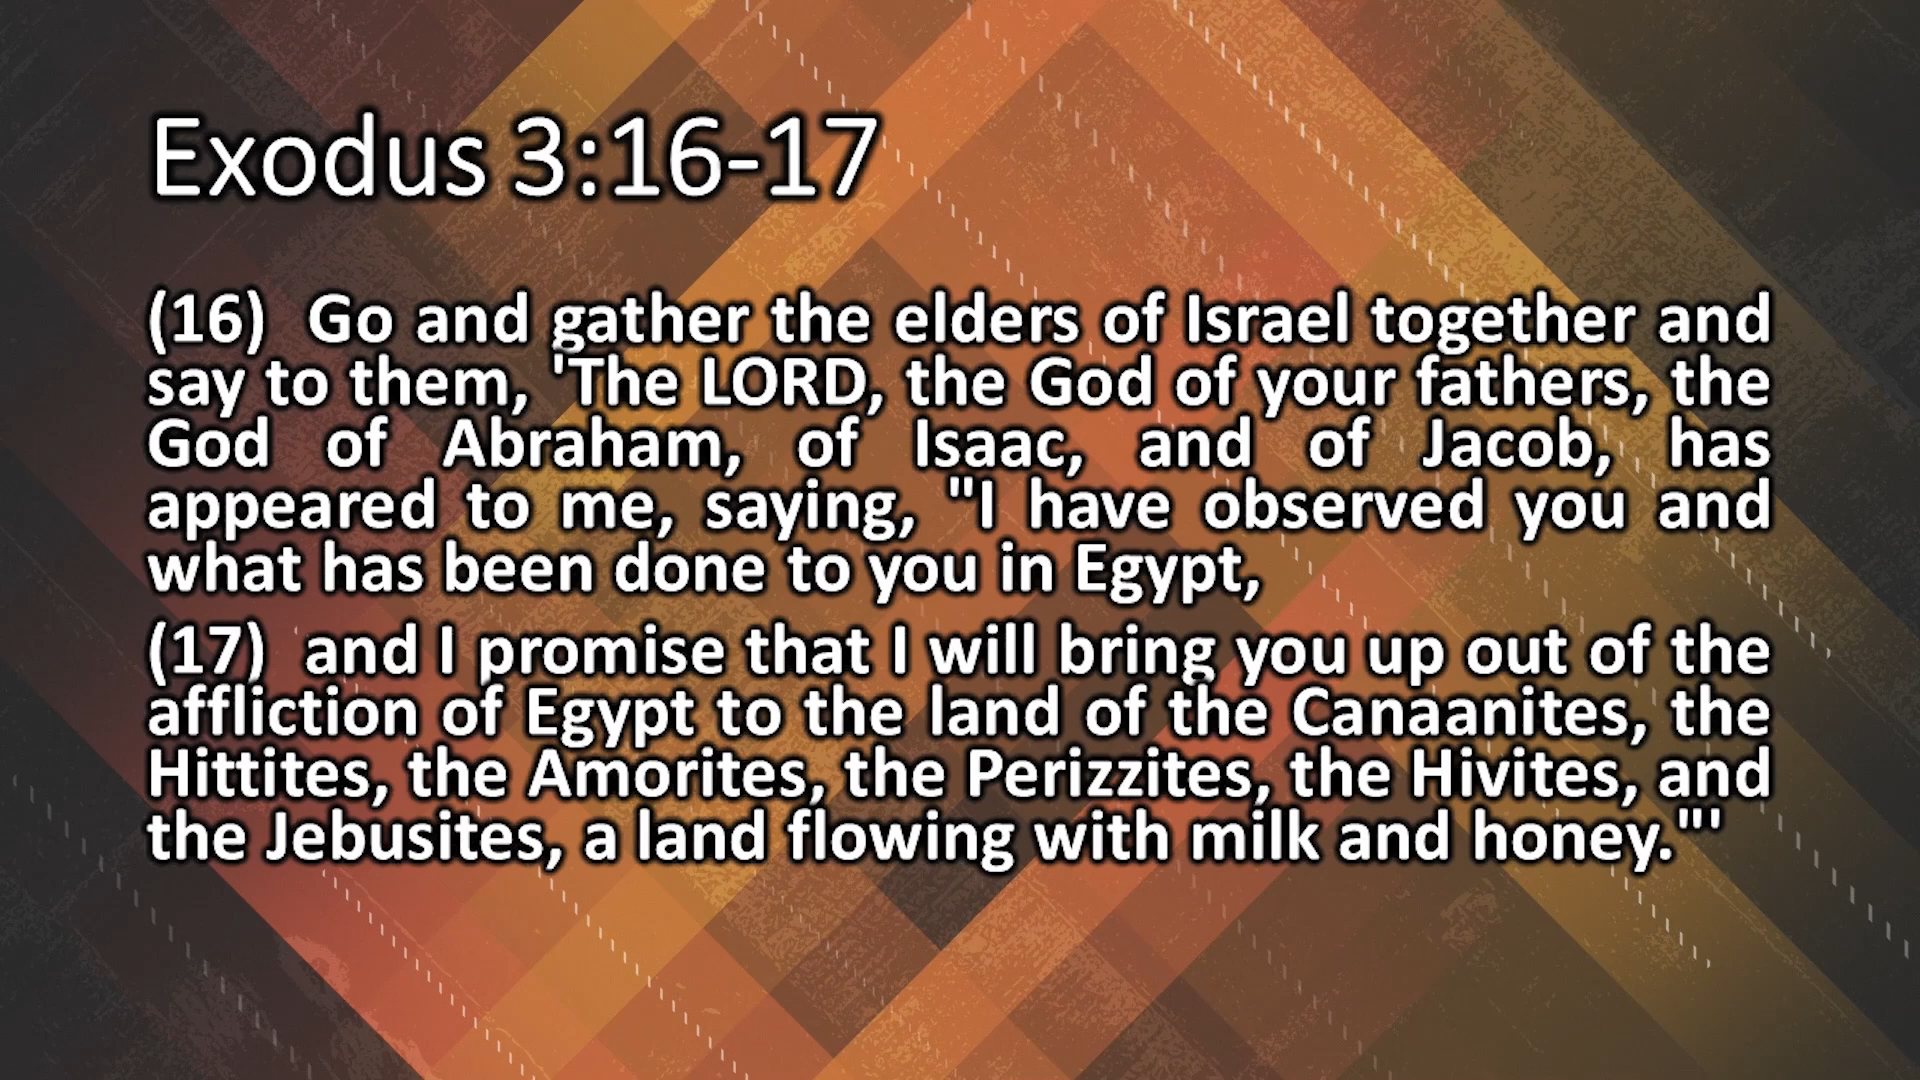 Exodus 3:16-17
(16) Go and gather the elders of Israel together and
say to them, 'The LORD, the God of your fathers, the
God of Abraham, of Isaac, and of Jacob, has
appeared to me, saying, "I have observed you and
what has been done to you in Egypt,
(17) and I promise that I will bring you up out of the
affliction of Egypt to the land of the Canaanites, the
Hittites, the Amorites, the Perizzites, the Hivites, and
the Jebusites, a land flowing with milk and honey."'